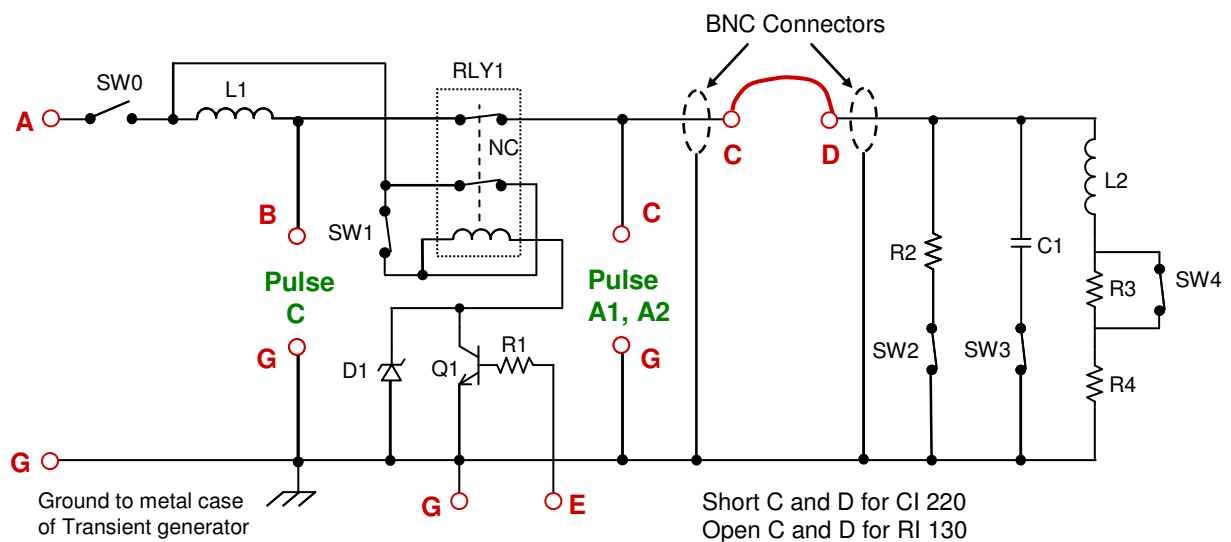 BNC Connectors
SW0
L1
RLY1
A
NC
C
D
L2
B
C
SW1
R2
C1
R3
SW4
Pulse
C
Pulse
A1, A2
G
D1
Q1
R1
G
SW2
SW3
R4
G
Ground to metal case
of Transient generator
G
E
Short C and D for CI 220
Open C and D for RI 130